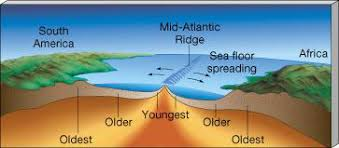 South
America
Mid-Atlantic
Ridge
Africa
Sea floor
spreading
Youngest
Older
Older
Oldest
Oldest